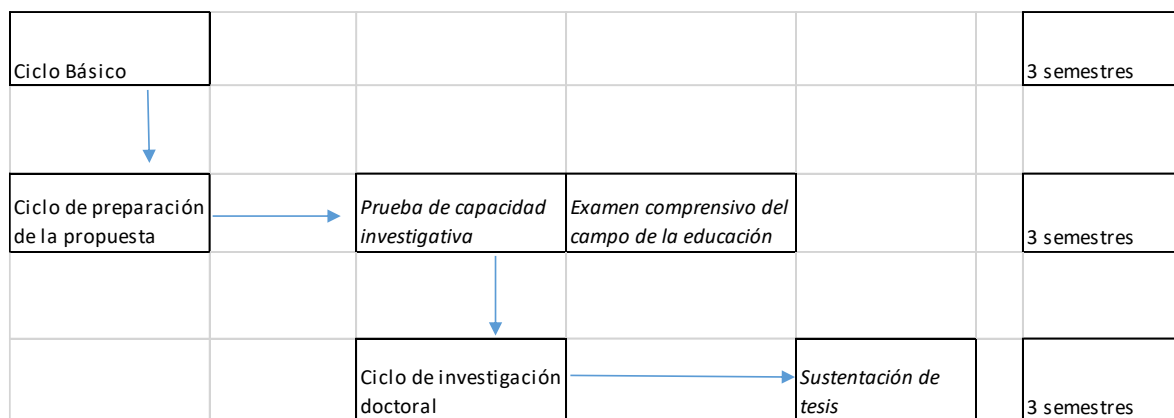 Ciclo Básico
3 semestres
Ciclo de preparación
de la propuesta
Prueba de capacidad
investigativa
Examen comprensivo del
campo de la educación
3 semestres
Ciclo de investigación
doctoral
Sustentación de
tesis
3 semestres